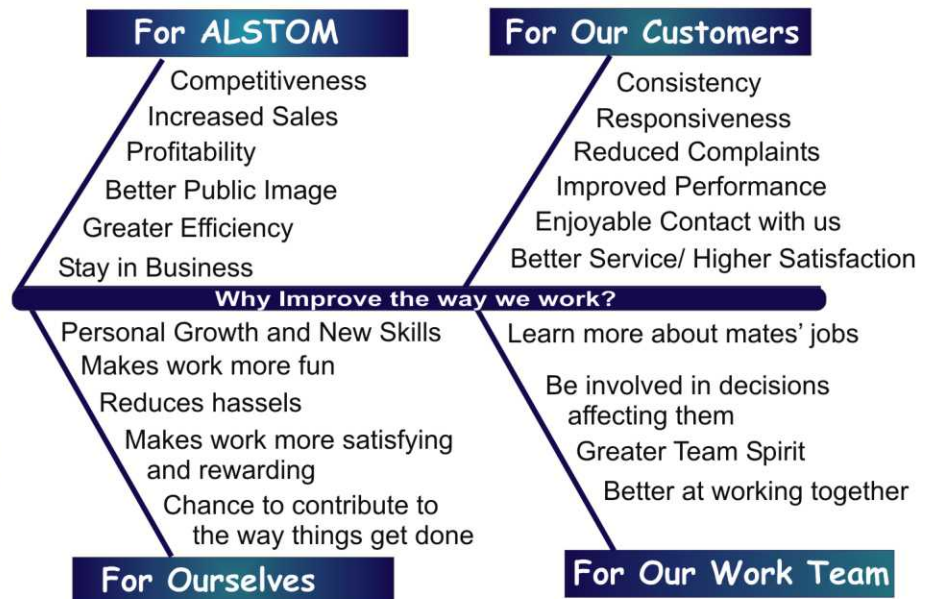 For ALSTOM
Competitiveness
Increased Sales
Profitability
Better Public Image
Greater Efficiency
Stay in Business
For Our Customers
Consistency
Responsiveness
Reduced Complaints
Improved Performance
Enjoyable Contact with us
Better Service/ Higher Satisfaction
Why Improve the way we work?
Personal Growth and New Skills
Makes work more fun
Reduces hassels
Makes work more satisfying
and rewarding
Chance to contribute to
the way things get done
For Ourselves
Learn more about mates’ jobs
Be involved in decisions
affecting them
Greater Team Spirit
Better at working together
For Our Work Team